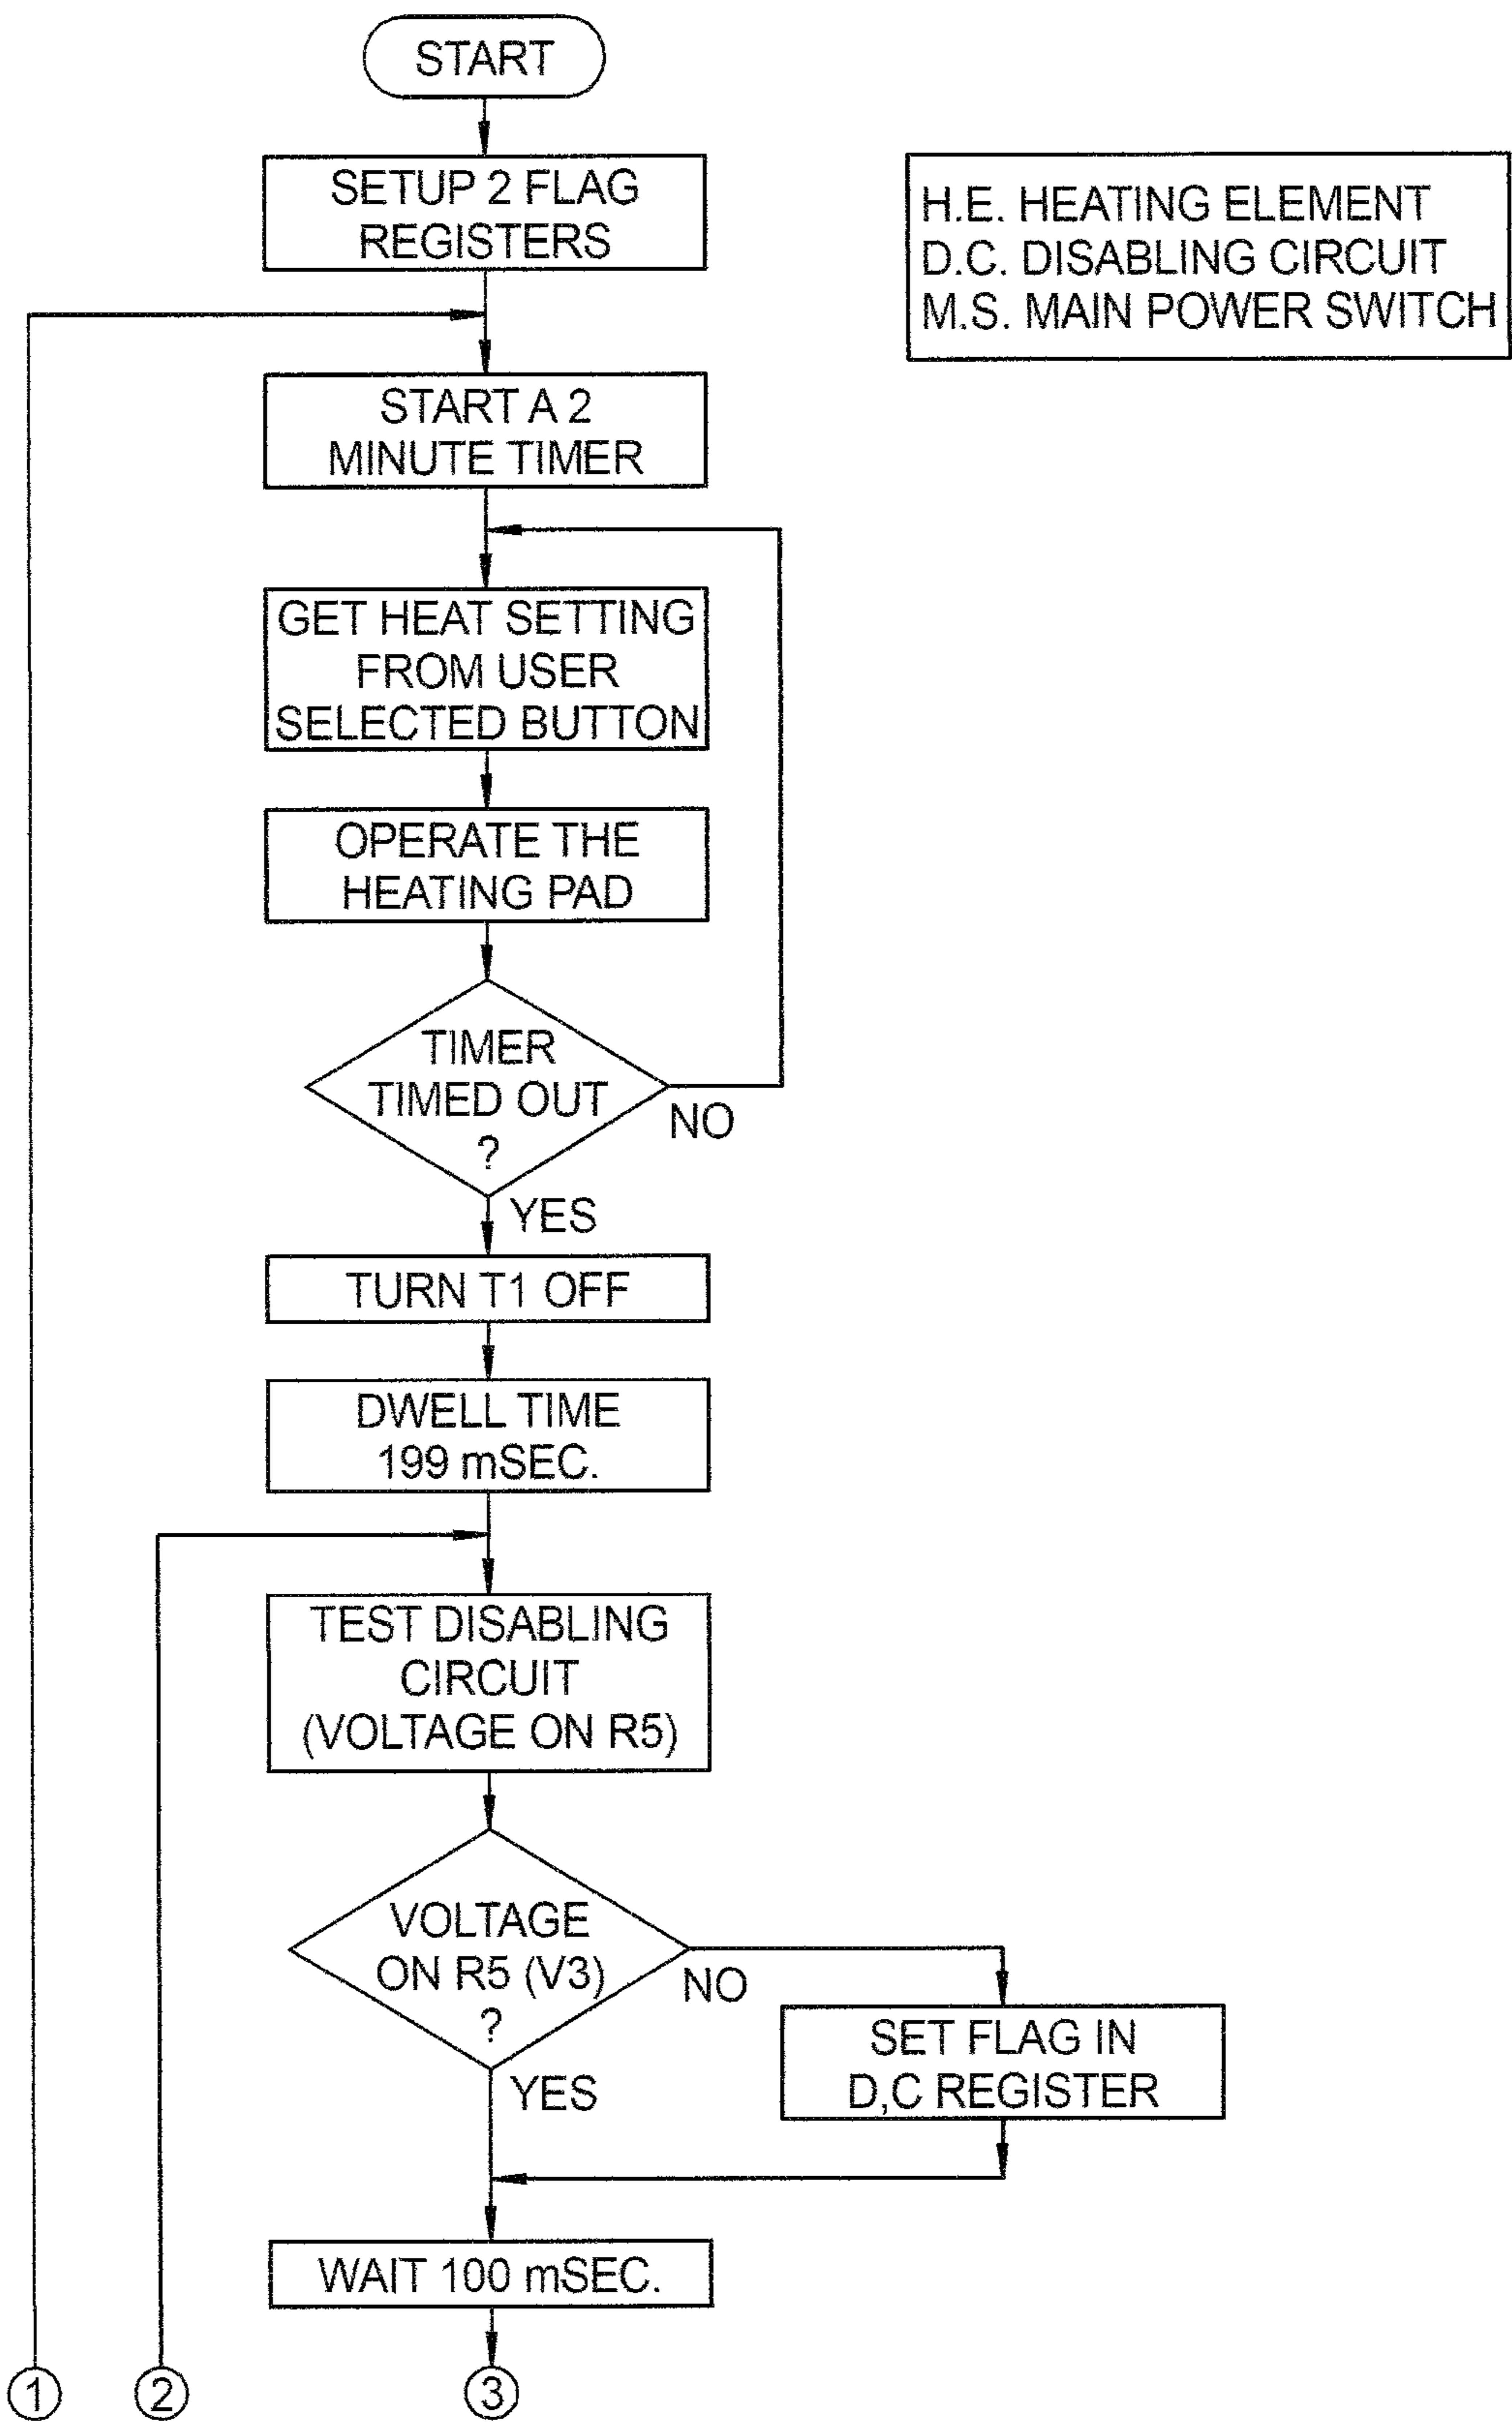 START
SETUP 2 FLAG
REGISTERS
H.E. HEATING ELEMENT
D.C. DISABLING CIRCUIT
M.S. MAIN POWER SWITCH
START A 2
MINUTE TIMER
GET HEAT SETTING
FROM USER
SELECTED BUTTON
OPERATE THE
HEATING PAD
TIMER
TIMED OUT
?
NO
YES
TURN T1 OFF
DWELL TIME
199 mSEC.
TEST DISABLING
CIRCUIT
(VOLTAGE ON R5)
VOLTAGE
ON R5 (V3)
?
NO
YES
SET FLAG IN
D,C REGISTER
WAIT 100 mSEC.
1
2
3